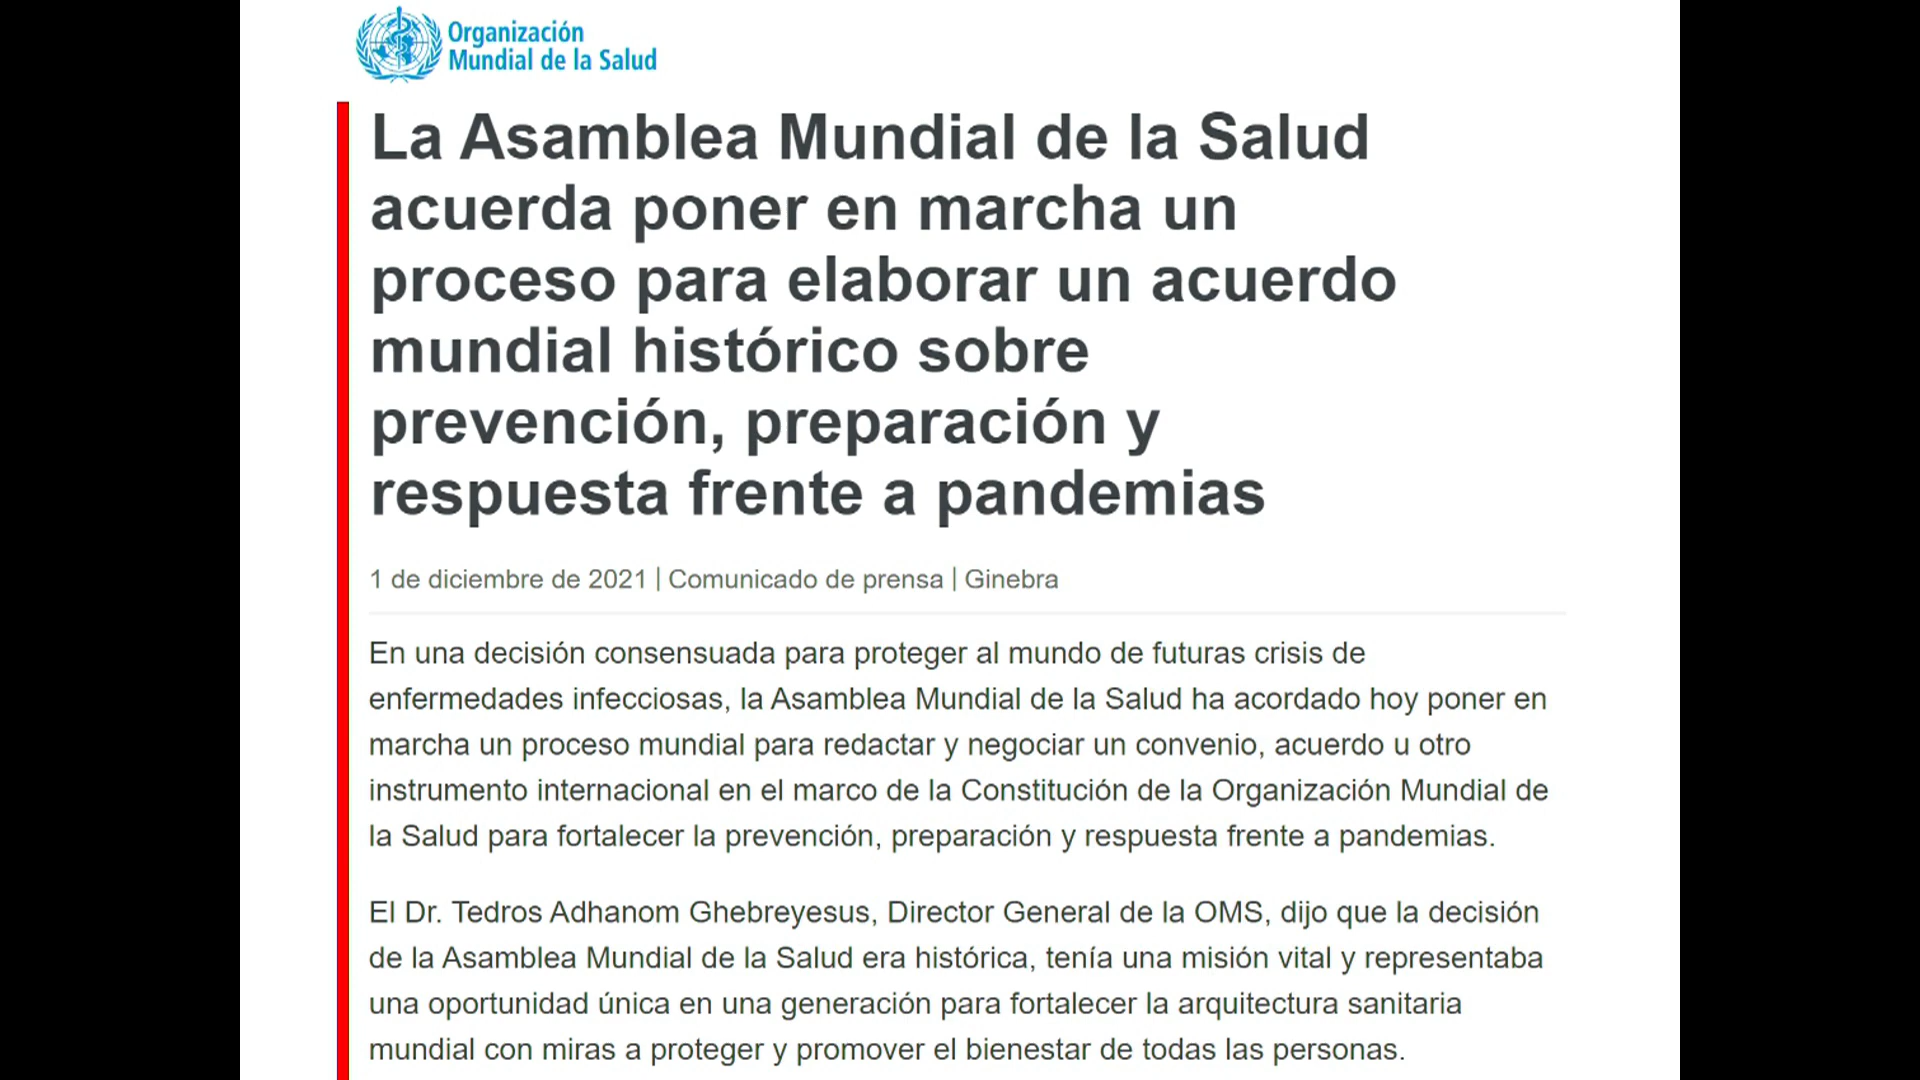 Organización
Mundial de la Salud
La Asamblea Mundial de la Salud
acuerda poner en marcha un
proceso para elaborar un acuerdo
mundial histórico sobre
prevención, preparación y
respuesta frente a pandemias
1 de diciembre de 2021 | Comunicado de prensa | Ginebra
En una decisión consensuada para proteger al mundo de futuras crisis de
enfermedades infecciosas, la Asamblea Mundial de la Salud ha acordado hoy poner en
marcha un proceso mundial para redactar y negociar un convenio, acuerdo u otro
instrumento internacional en el marco de la Constitución de la Organización Mundial de
la Salud para fortalecer la prevención, preparación y respuesta frente a pandemias.
El Dr. Tedros Adhanom Ghebreyesus, Director General de la OMS, dijo que la decisión
de la Asamblea Mundial de la Salud era histórica, tenía una misión vital y representaba
una oportunidad única en una generación para fortalecer la arquitectura sanitaria
mundial con miras a proteger y promover el bienestar de todas las personas.